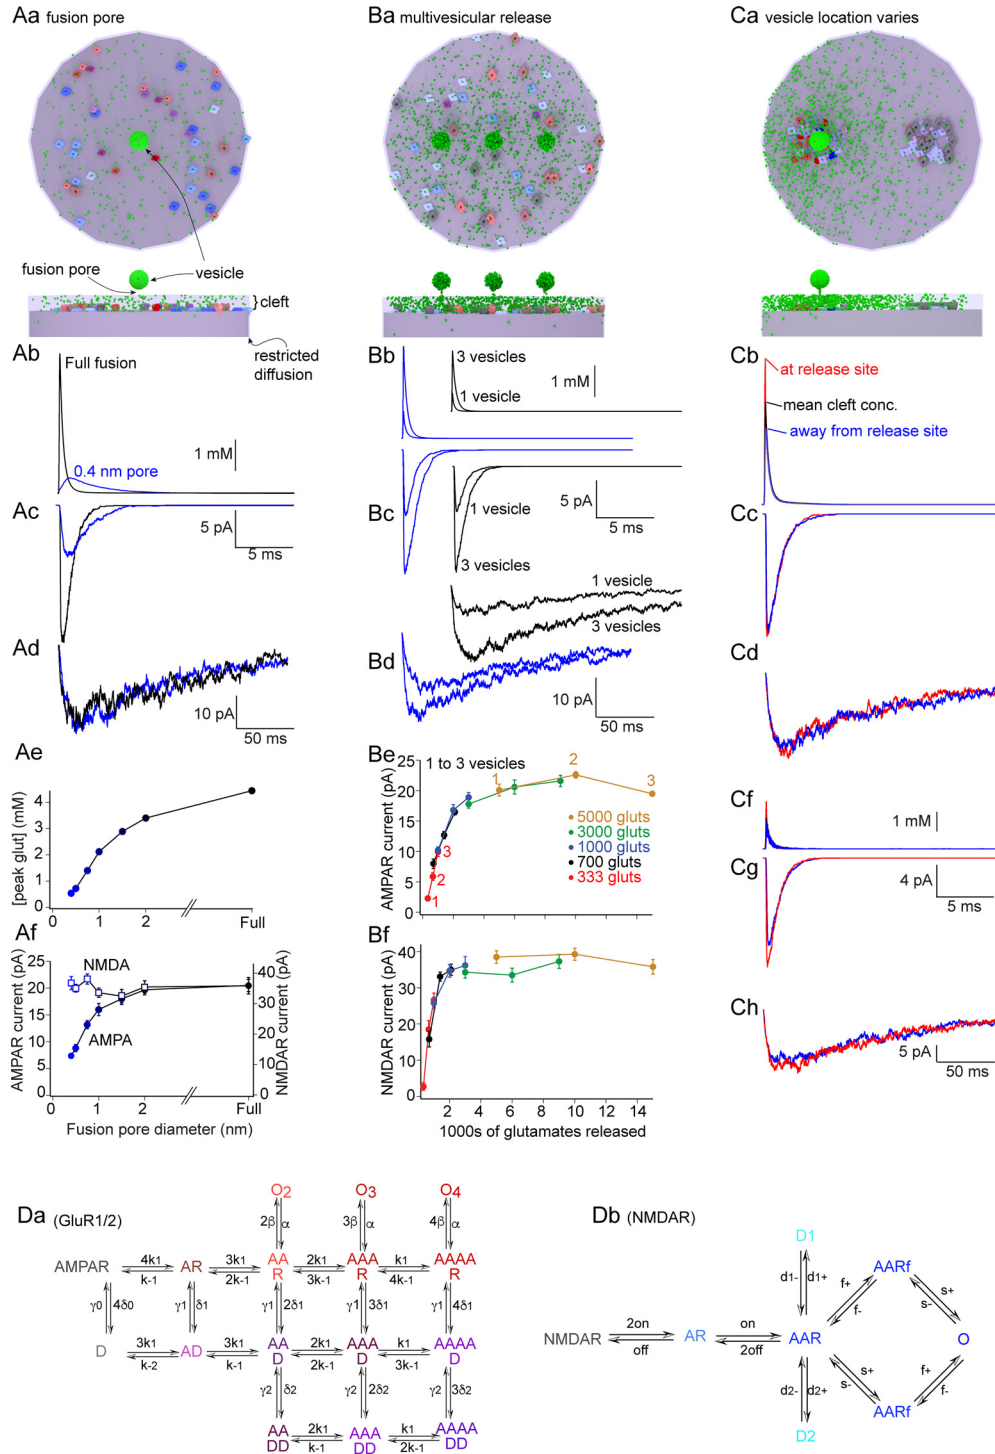 Aa fusion pore
Ba multivesicular release
Ca vesicle location varies
fusion pore
vesicle
cleft
restricted
diffusion
Ab
Full fusion
1 mM
0.4 nm pore
Ac
5 pA
5 ms
Ad
10 pA
50 ms
Ae
[peak glut] (mM)
4
3
2
1
0
0 1 2 Full
Af
AMPAR current (pA)
25
20
15
10
5
0
NMDA
AMPA
NMDAR current (pA)
40
30
20
10
0
0 1 2 Full
Fusion pore diameter (nm)
Bb
3 vesicles
1 vesicle
1 mM
Bc
1 vesicle
3 vesicles
5 pA
5 ms
1 vesicle
3 vesicles
Bd
10 pA
50 ms
Be
1 to 3 vesicles
AMPAR current (pA)
25
20
15
10
5
0
1
2
3
3
2
1
5000 gluts
3000 gluts
1000 gluts
700 gluts
333 gluts
Bf
NMDAR current (pA)
40
30
20
10
0
2 4 6 8 10 12 14
1000s of glutamates released
Cb
at release site
mean cleft conc.
away from release site
Cc
Cd
Cf
1 mM
Cg
4 pA
5 ms
Ch
5 pA
50 ms
Da (GluR1/2)
O2 O3 O4
2β α 3β α 4β α
AMPAR 4k1 k-1 AR 3k1 2k-1 AA R 2k1 3k-1 AAA R k1 4k-1 AAAA R
γ0 4δ0 γ1 δ1 γ1 2δ1 γ1 3δ1 γ1 4δ1
D 3k1 k-2 AD 3k1 k-1 AA D 2k1 2k-1 AAA D k1 3k-1 AAAA D
γ2 δ2 γ2 2δ2 γ2 3δ2
AA DD 2k1 k-1 AAA DD k1 2k-1 AAAA DD
Db (NMDAR)
D1
d1- d1+
AARf
f+ f-
s+ s-
NMDAR 2on off AR on 2off AAR O
d2- d2+
s+ s-
f+ f-
D2
AARf